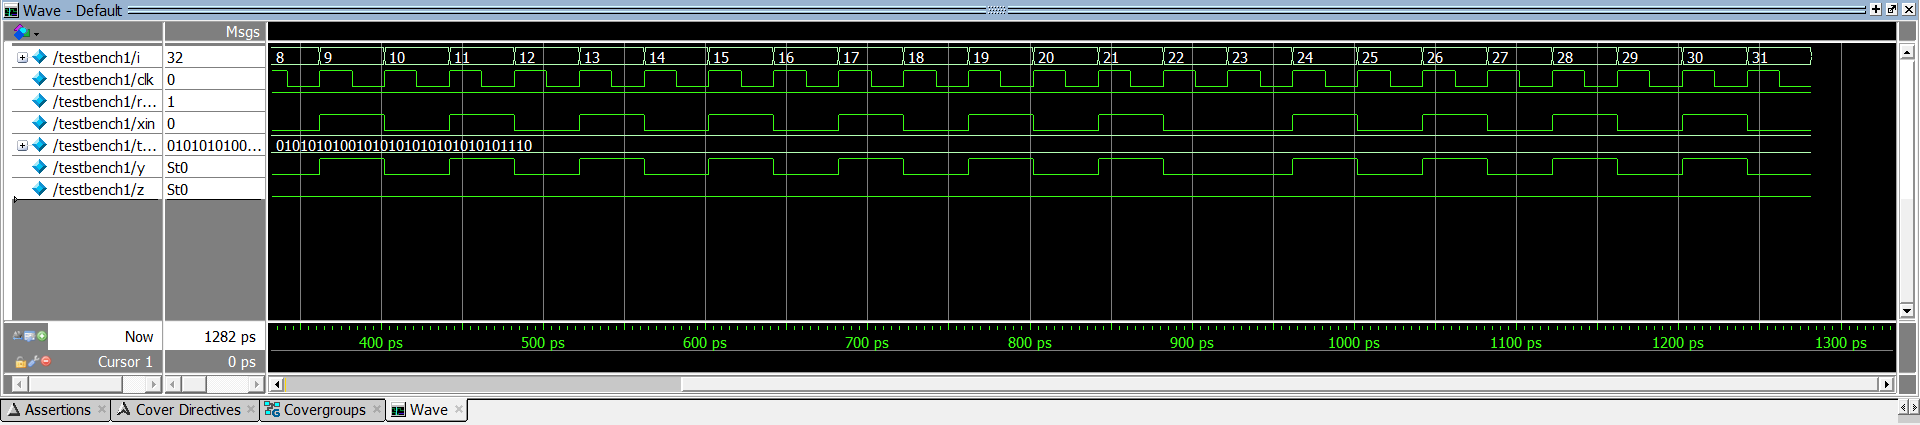 Wave - Default
Msgs
/testbench1/i 32 8 9 10 11 12 13 14 15 16 17 18 19 20 21 22 23 24 25 26 27 28 29 30 31
/testbench1/clk 0
/testbench1/r... 1
/testbench1/xin 0
/testbench1/t... 0101010100... 01010101001010101010101010101110
/testbench1/y St0
/testbench1/z St0
Now 1282 ps
400 ps 500 ps 600 ps 700 ps 800 ps 900 ps 1000 ps 1100 ps 1200 ps 1300 ps
Cursor 1 0 ps
Assertions Cover Directives Covergroups Wave